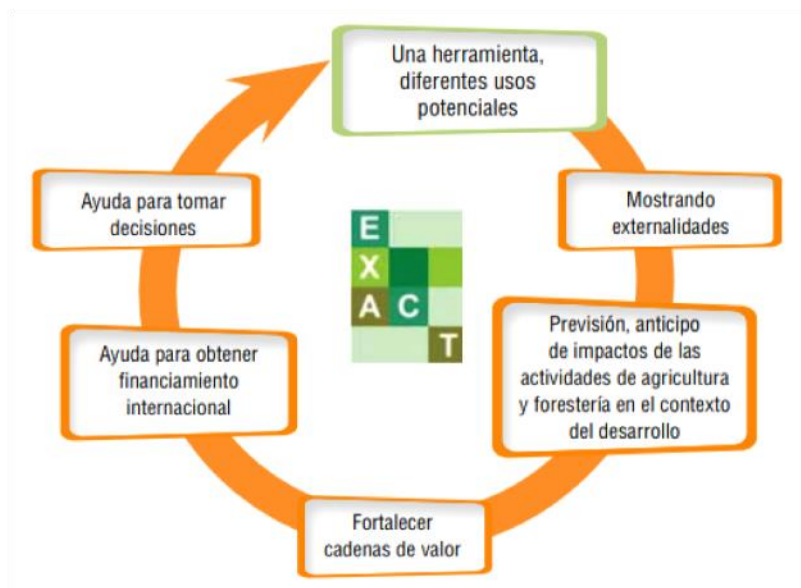 Una herramienta,
diferentes usos
potenciales
Mostrando
externalidades
Previsión, anticipo
de impactos de las
actividades de agricultura
y forestería en el contexto
del desarrollo
Fortalecer
cadenas de valor
Ayuda para obtener
financiamiento
internacional
Ayuda para tomar
decisiones
E
X
A C
T